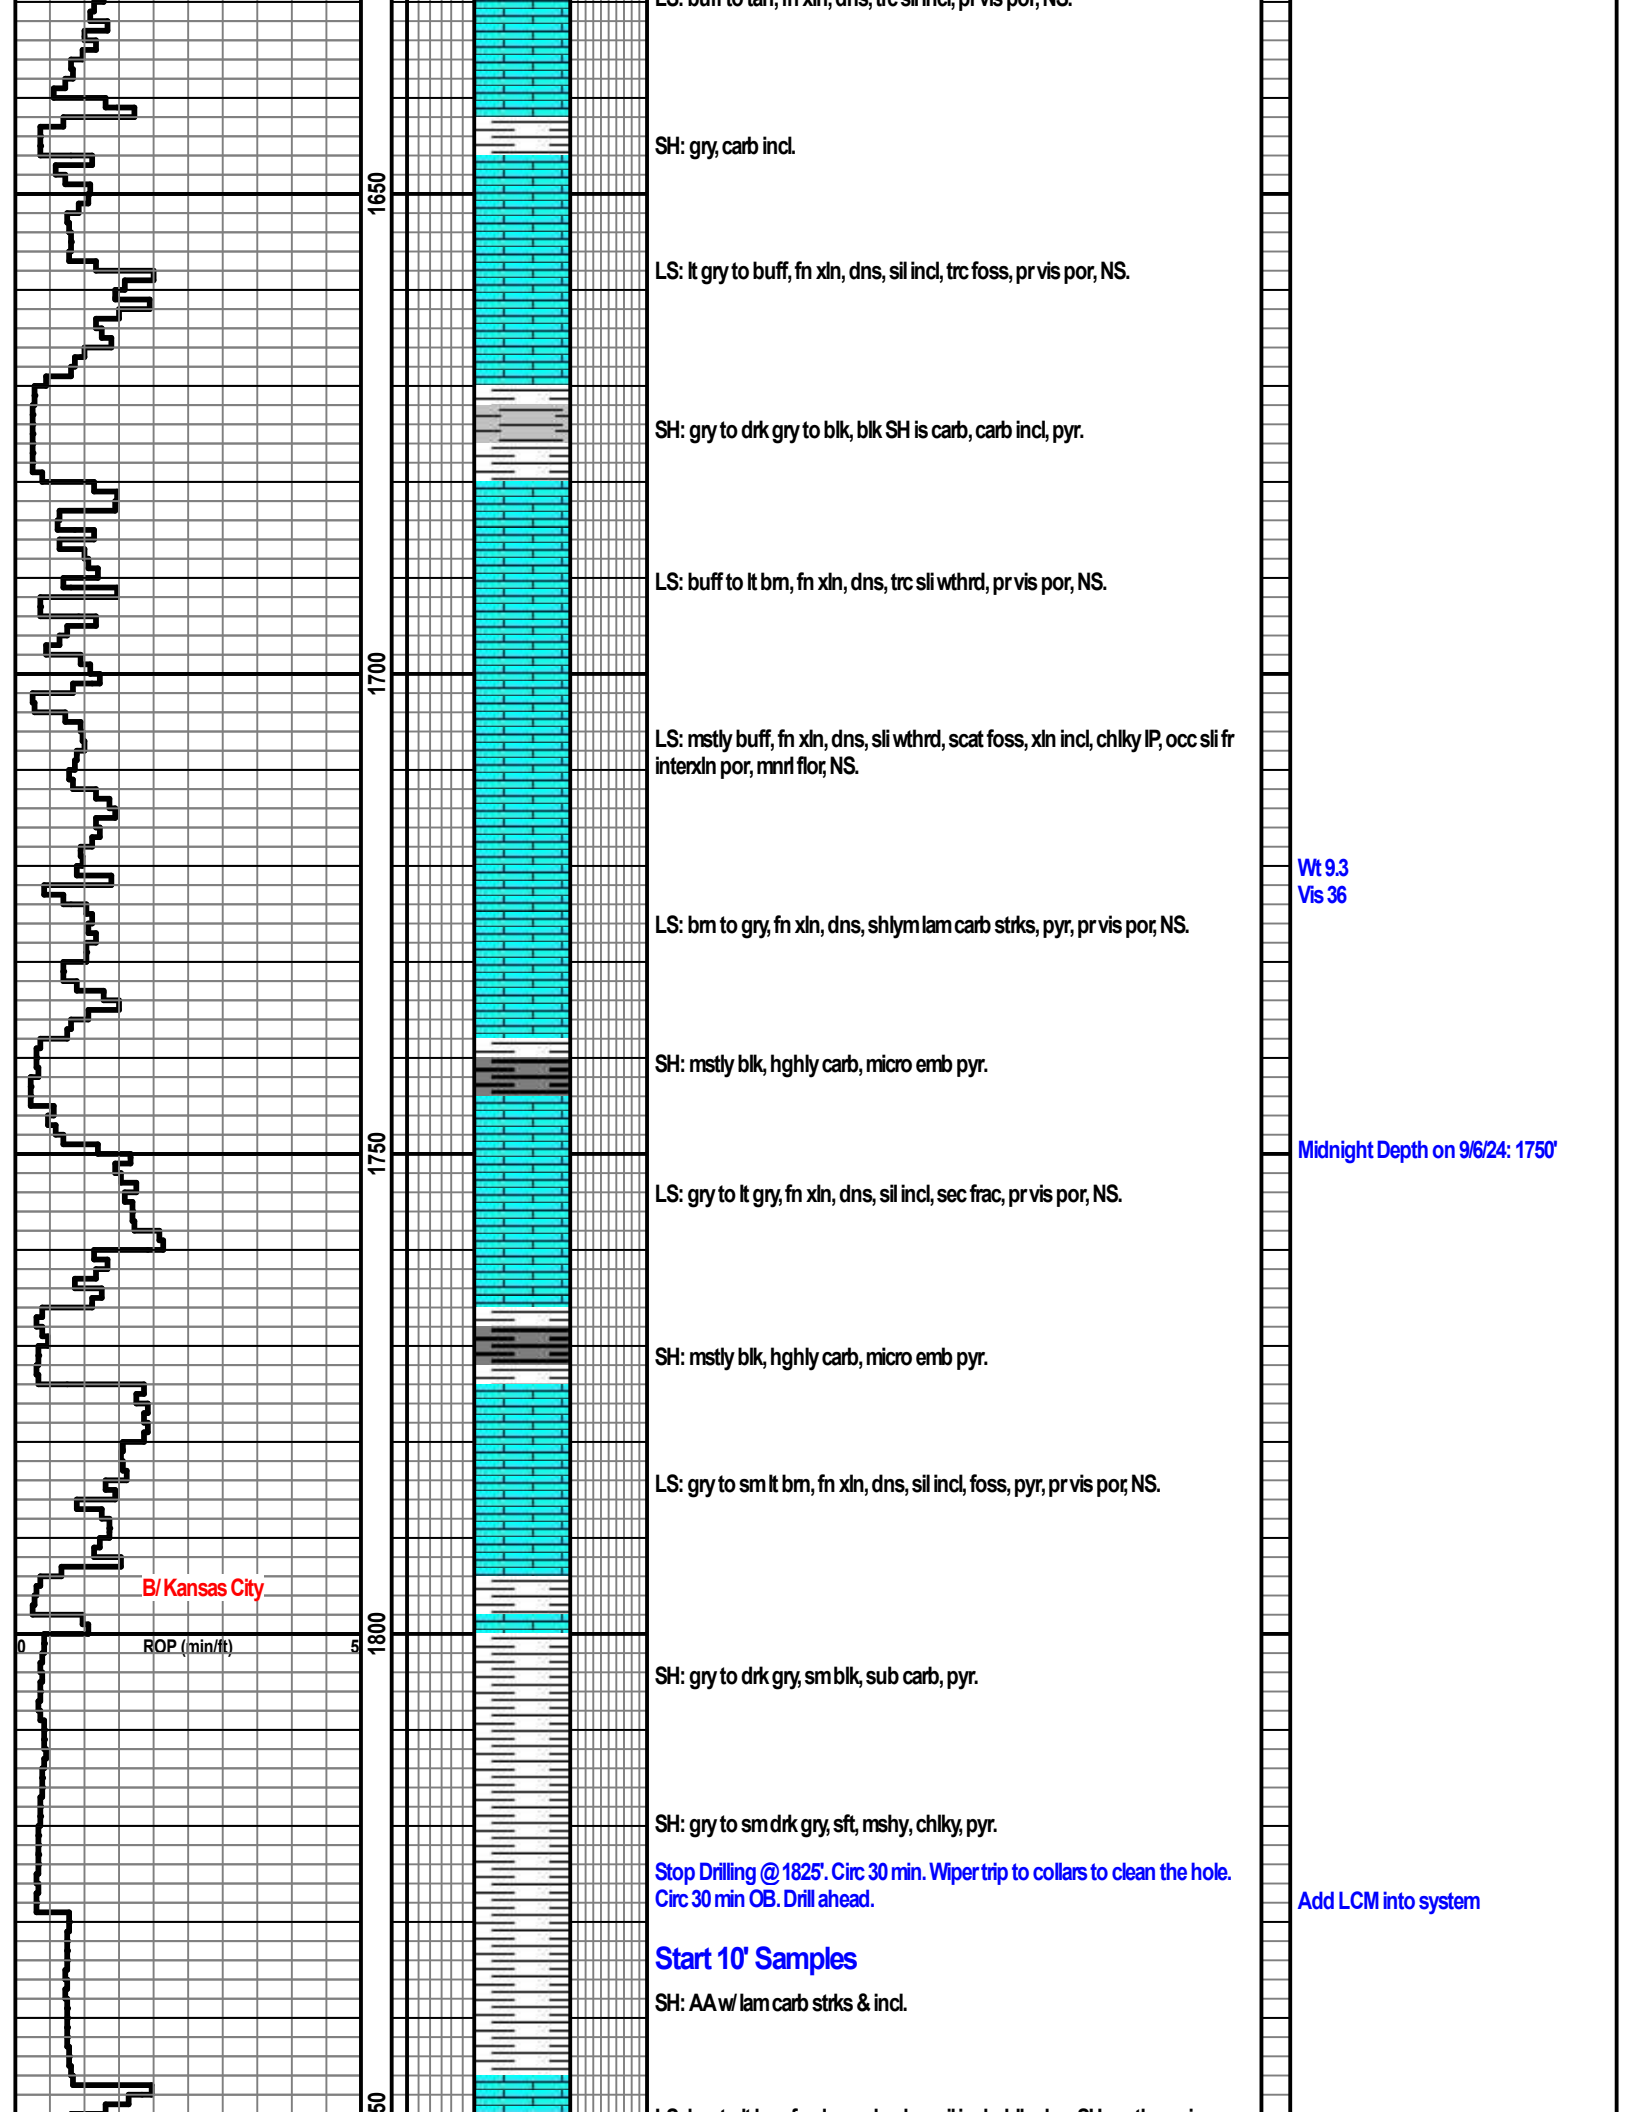 SH: gry, carb incl.
1650
LS: lt gry to buff, fn xln, dns, sil incl, trc foss, pr vis por, NS.
SH: gry to drk gry to blk, blk SH is carb, carb incl, pyr.
LS: buff to lt brn, fn xln, dns, trc sli wthrd, pr vis por, NS.
1700
LS: mstly buff, fn xln, dns, sli wthrd, scat foss, xln incl, chlky IP, occ sli fr
interxln por, mnrl flor, NS.
Wt 9.3
Vis 36
LS: brn to gry, fn xln, dns, shlym lam carb strks, pyr, pr vis por, NS.
SH: mstly blk, hghly carb, micro emb pyr.
1750
Midnight Depth on 9/6/24: 1750'
LS: gry to lt gry, fn xln, dns, sil incl, sec frac, pr vis por, NS.
SH: mstly blk, hghly carb, micro emb pyr.
LS: gry to sm lt brn, fn xln, dns, sil incl, foss, pyr, pr vis por, NS.
B/ Kansas City
1800
0 ROP (min/ft) 5
SH: gry to drk gry, sm blk, sub carb, pyr.
SH: gry to sm drk gry, sft, mshy, chlky, pyr.
Stop Drilling @ 1825'. Circ 30 min. Wiper trip to collars to clean the hole.
Circ 30 min OB. Drill ahead.
Add LCM into system
Start 10' Samples
SH: AA w/ lam carb strks & incl.
50